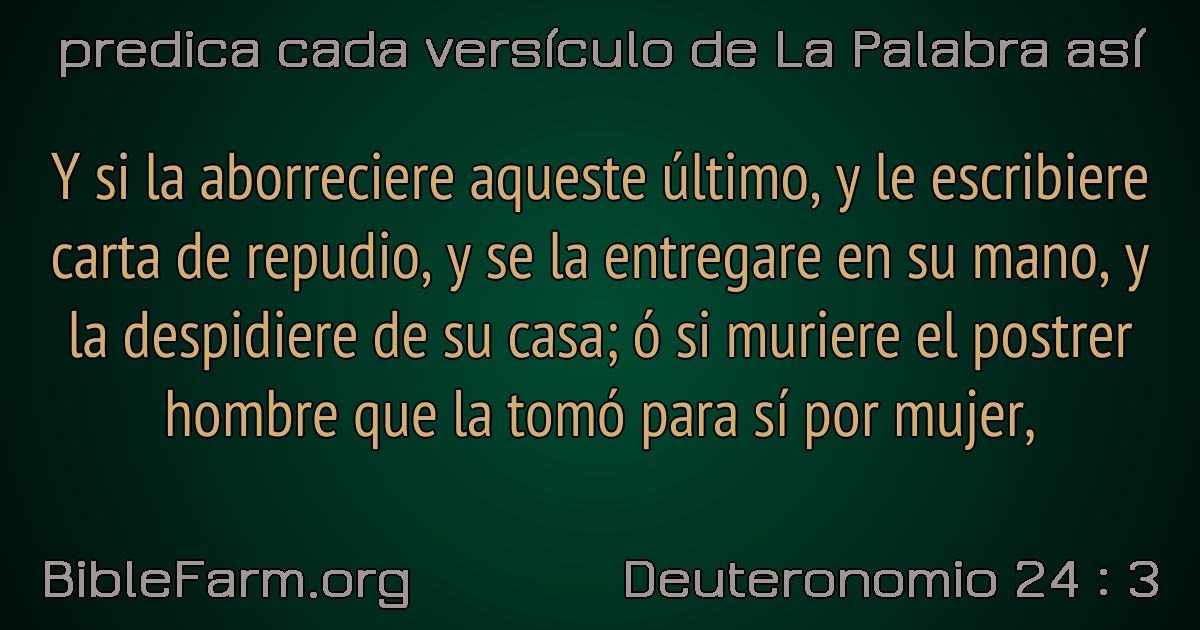 predica cada versículo de La Palabra así
Y si la aborreciere aqueste último, y le escribiere
carta de repudio, y se la entregare en su mano, y
la despidiere de su casa; ó si muriere el postrer
hombre que la tomó para sí por mujer,
BibleFarm.org
Deuteronomio 24 : 3